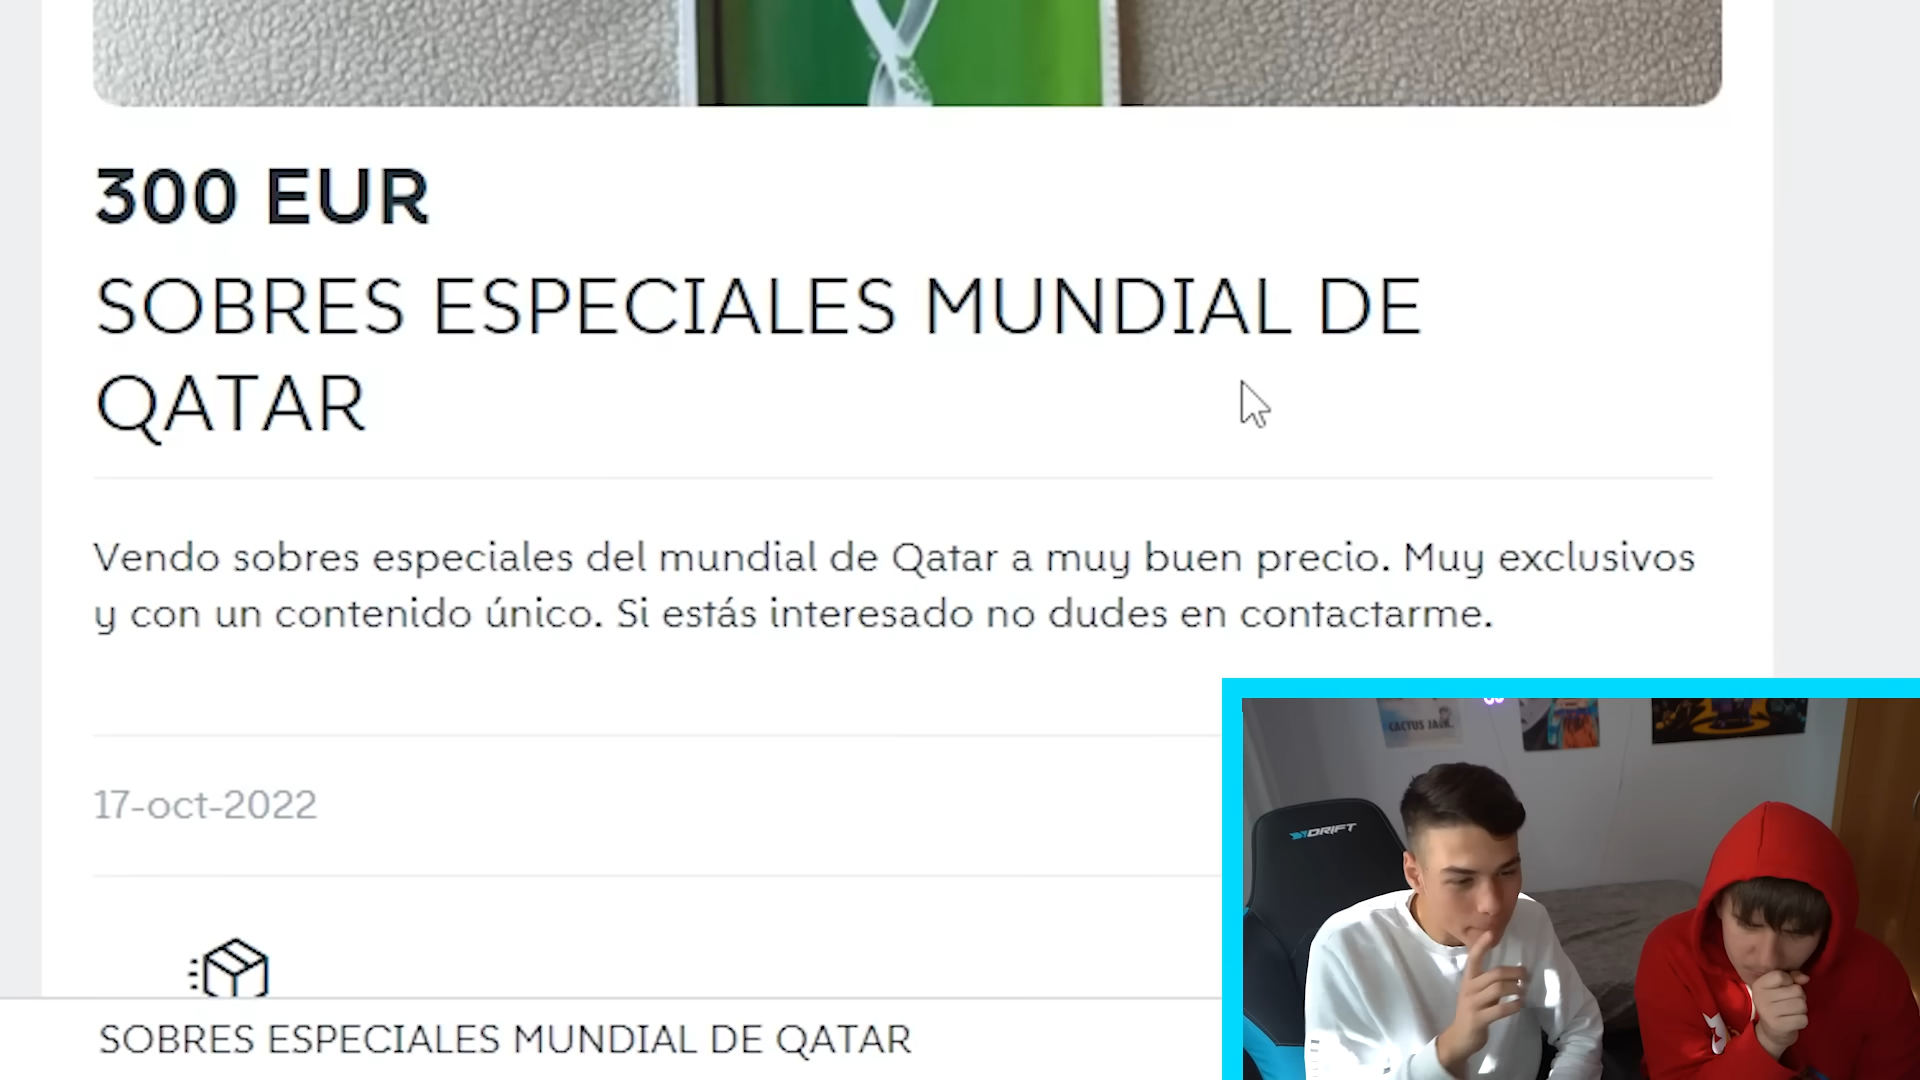 300 EUR
SOBRES ESPECIALES MUNDIAL DE
QATAR
Vendo sobres especiales del mundial de Qatar a muy buen precio. Muy exclusivos
y con un contenido único. Si estás interesado no dudes en contactarme.
17-oct-2022
SOBRES ESPECIALES MUNDIAL DE QATAR
CACTUS JACK
DRIFT